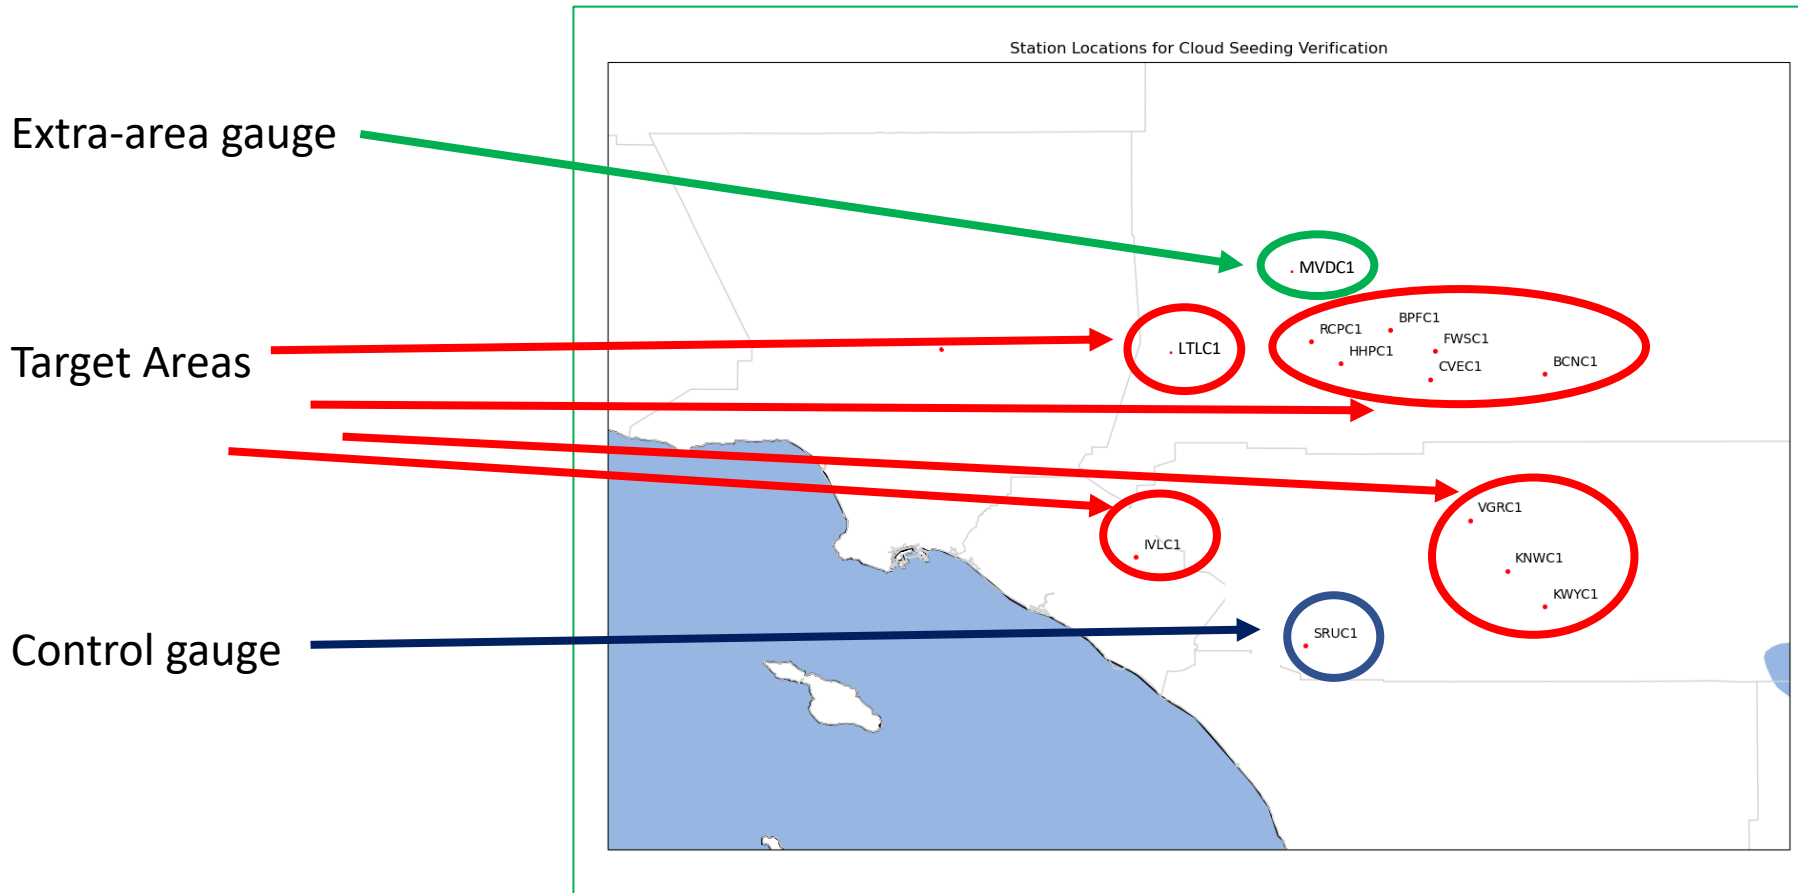 Station Locations for Cloud Seeding Verification
Extra-area gauge
MVDC1
Target Areas
LTLC1
RCPC1
BPFC1
HHPC1
FWSC1
CVEC1
BCNC1
VGRC1
IVLC1
KNWC1
KWYC1
Control gauge
SRUC1